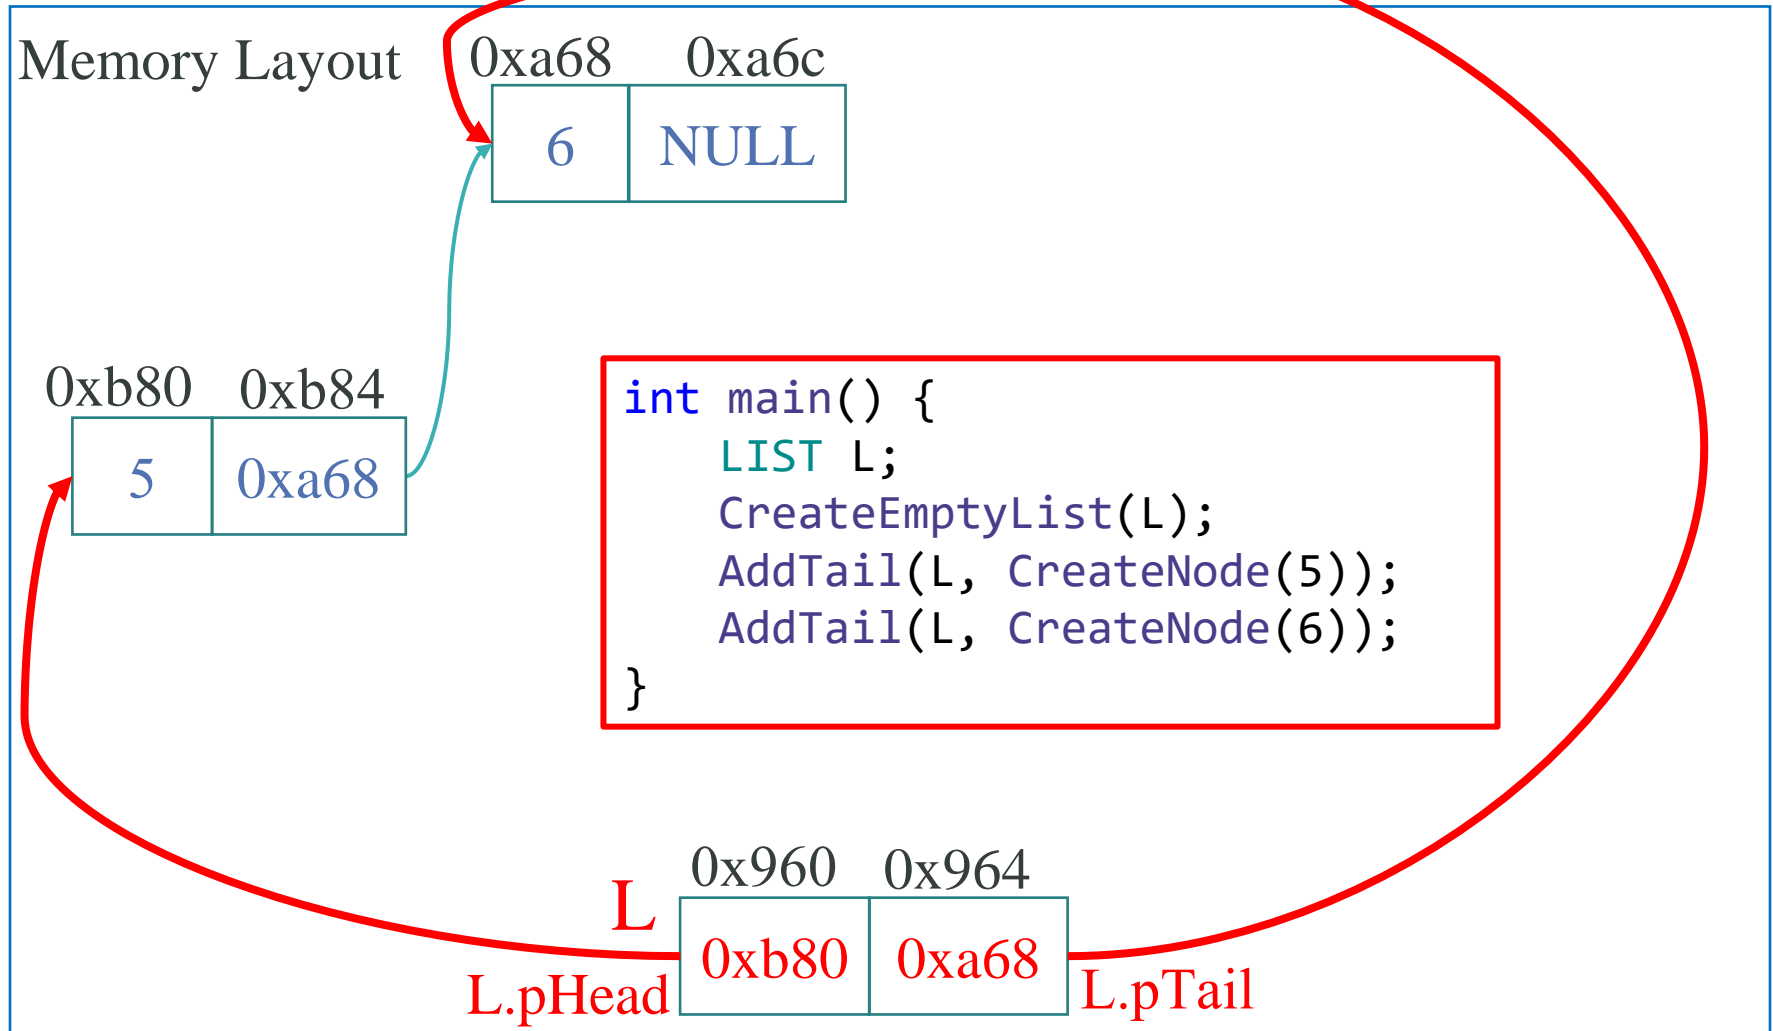 Memory Layout
0xa68 0xa6c
6 NULL
0xb80 0xb84
5 0xa68
int main() {
    LIST L;
    CreateEmptyList(L);
    AddTail(L, CreateNode(5));
    AddTail(L, CreateNode(6));
}
0x960 0x964
L
0xb80 0xa68
L.pHead L.pTail